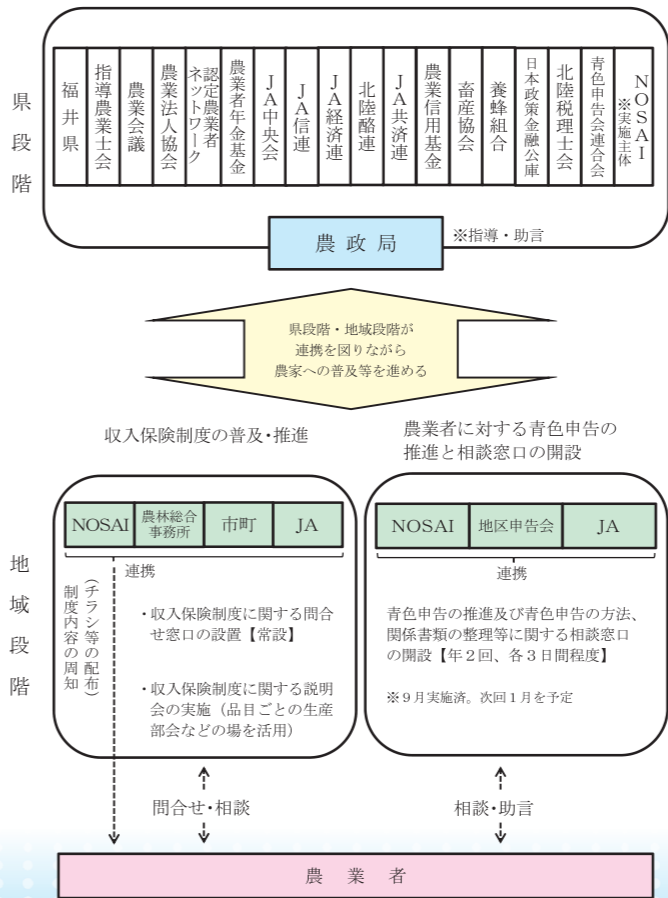 県段階
福井県
指導農業士会
農業会議
農業法人協会
認定農業者
ネットワーク
農業者年金基金
JA中央会
JA信連
JA経済連
北陸酪連
JA共済連
農業信用基金
畜産協会
養蜂組合
日本政策金融公庫
北陸税理士会
青色申告会連合会
NOSAI
※実施主体
農政局
※指導・助言
県段階・地域段階が
連携を図りながら
農家への普及等を進める
地域段階
収入保険制度の普及・推進
NOSAI
農林総合
事務所
市町
JA
連携
(チラシ等の配布)
制度内容の周知
・収入保険制度に関する問合
せ窓口の設置【常設】
・収入保険制度に関する説明
会の実施（品目ごとの生産
部会などの場を活用）
問合せ・相談
農業者に対する青色申告の
推進と相談窓口の開設
NOSAI
地区申告会
JA
連携
青色申告の推進及び青色申告の方法、
関係書類の整理等に関する相談窓口
の開設【年２回、各３日間程度】
※９月実施済。次回１月を予定
相談・助言
農業者